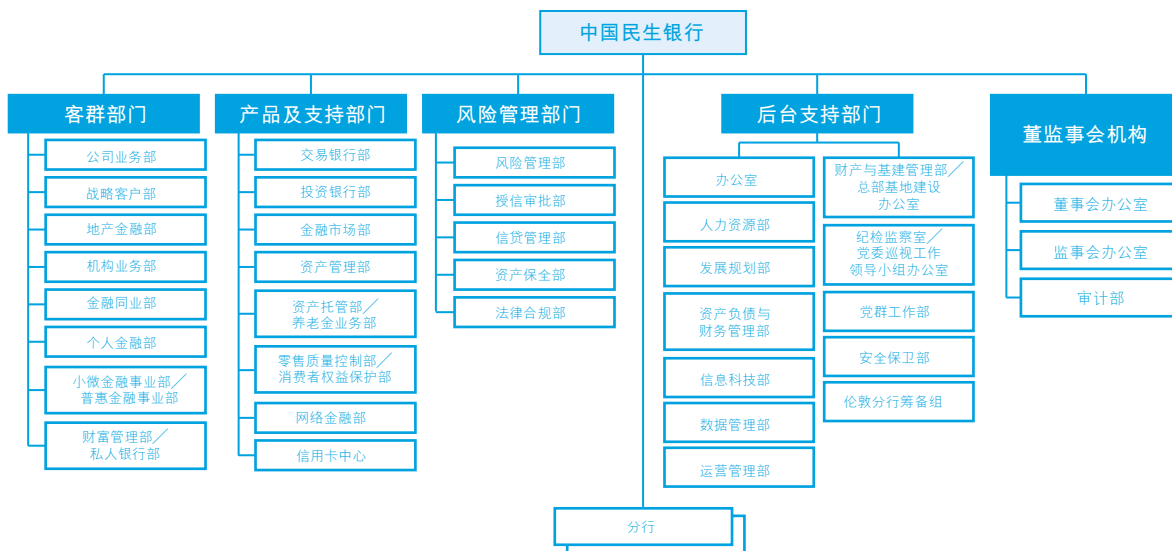 中国民生银行
客群部门
公司业务部
战略客户部
地产金融部
机构业务部
金融同业部
个人金融部
小微金融事业部／
普惠金融事业部
财富管理部／
私人银行部
产品及支持部门
交易银行部
投资银行部
金融市场部
资产管理部
资产托管部／
养老金业务部
零售质量控制部／
消费者权益保护部
网络金融部
信用卡中心
风险管理部门
风险管理部
授信审批部
信贷管理部
资产保全部
法律合规部
后台支持部门
办公室
人力资源部
发展规划部
资产负债与
财务管理部
信息科技部
数据管理部
运营管理部
财产与基建管理部／
总部基地建设
办公室
纪检监察室／
党委巡视工作
领导小组办公室
党群工作部
安全保卫部
伦敦分行筹备组
董监事会机构
董事会办公室
监事会办公室
审计部
分行